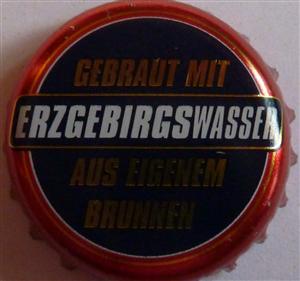 GEBRAUT MIT
ERZGEBIRGSWASSER
AUS EIGENEM
BRUNNEN